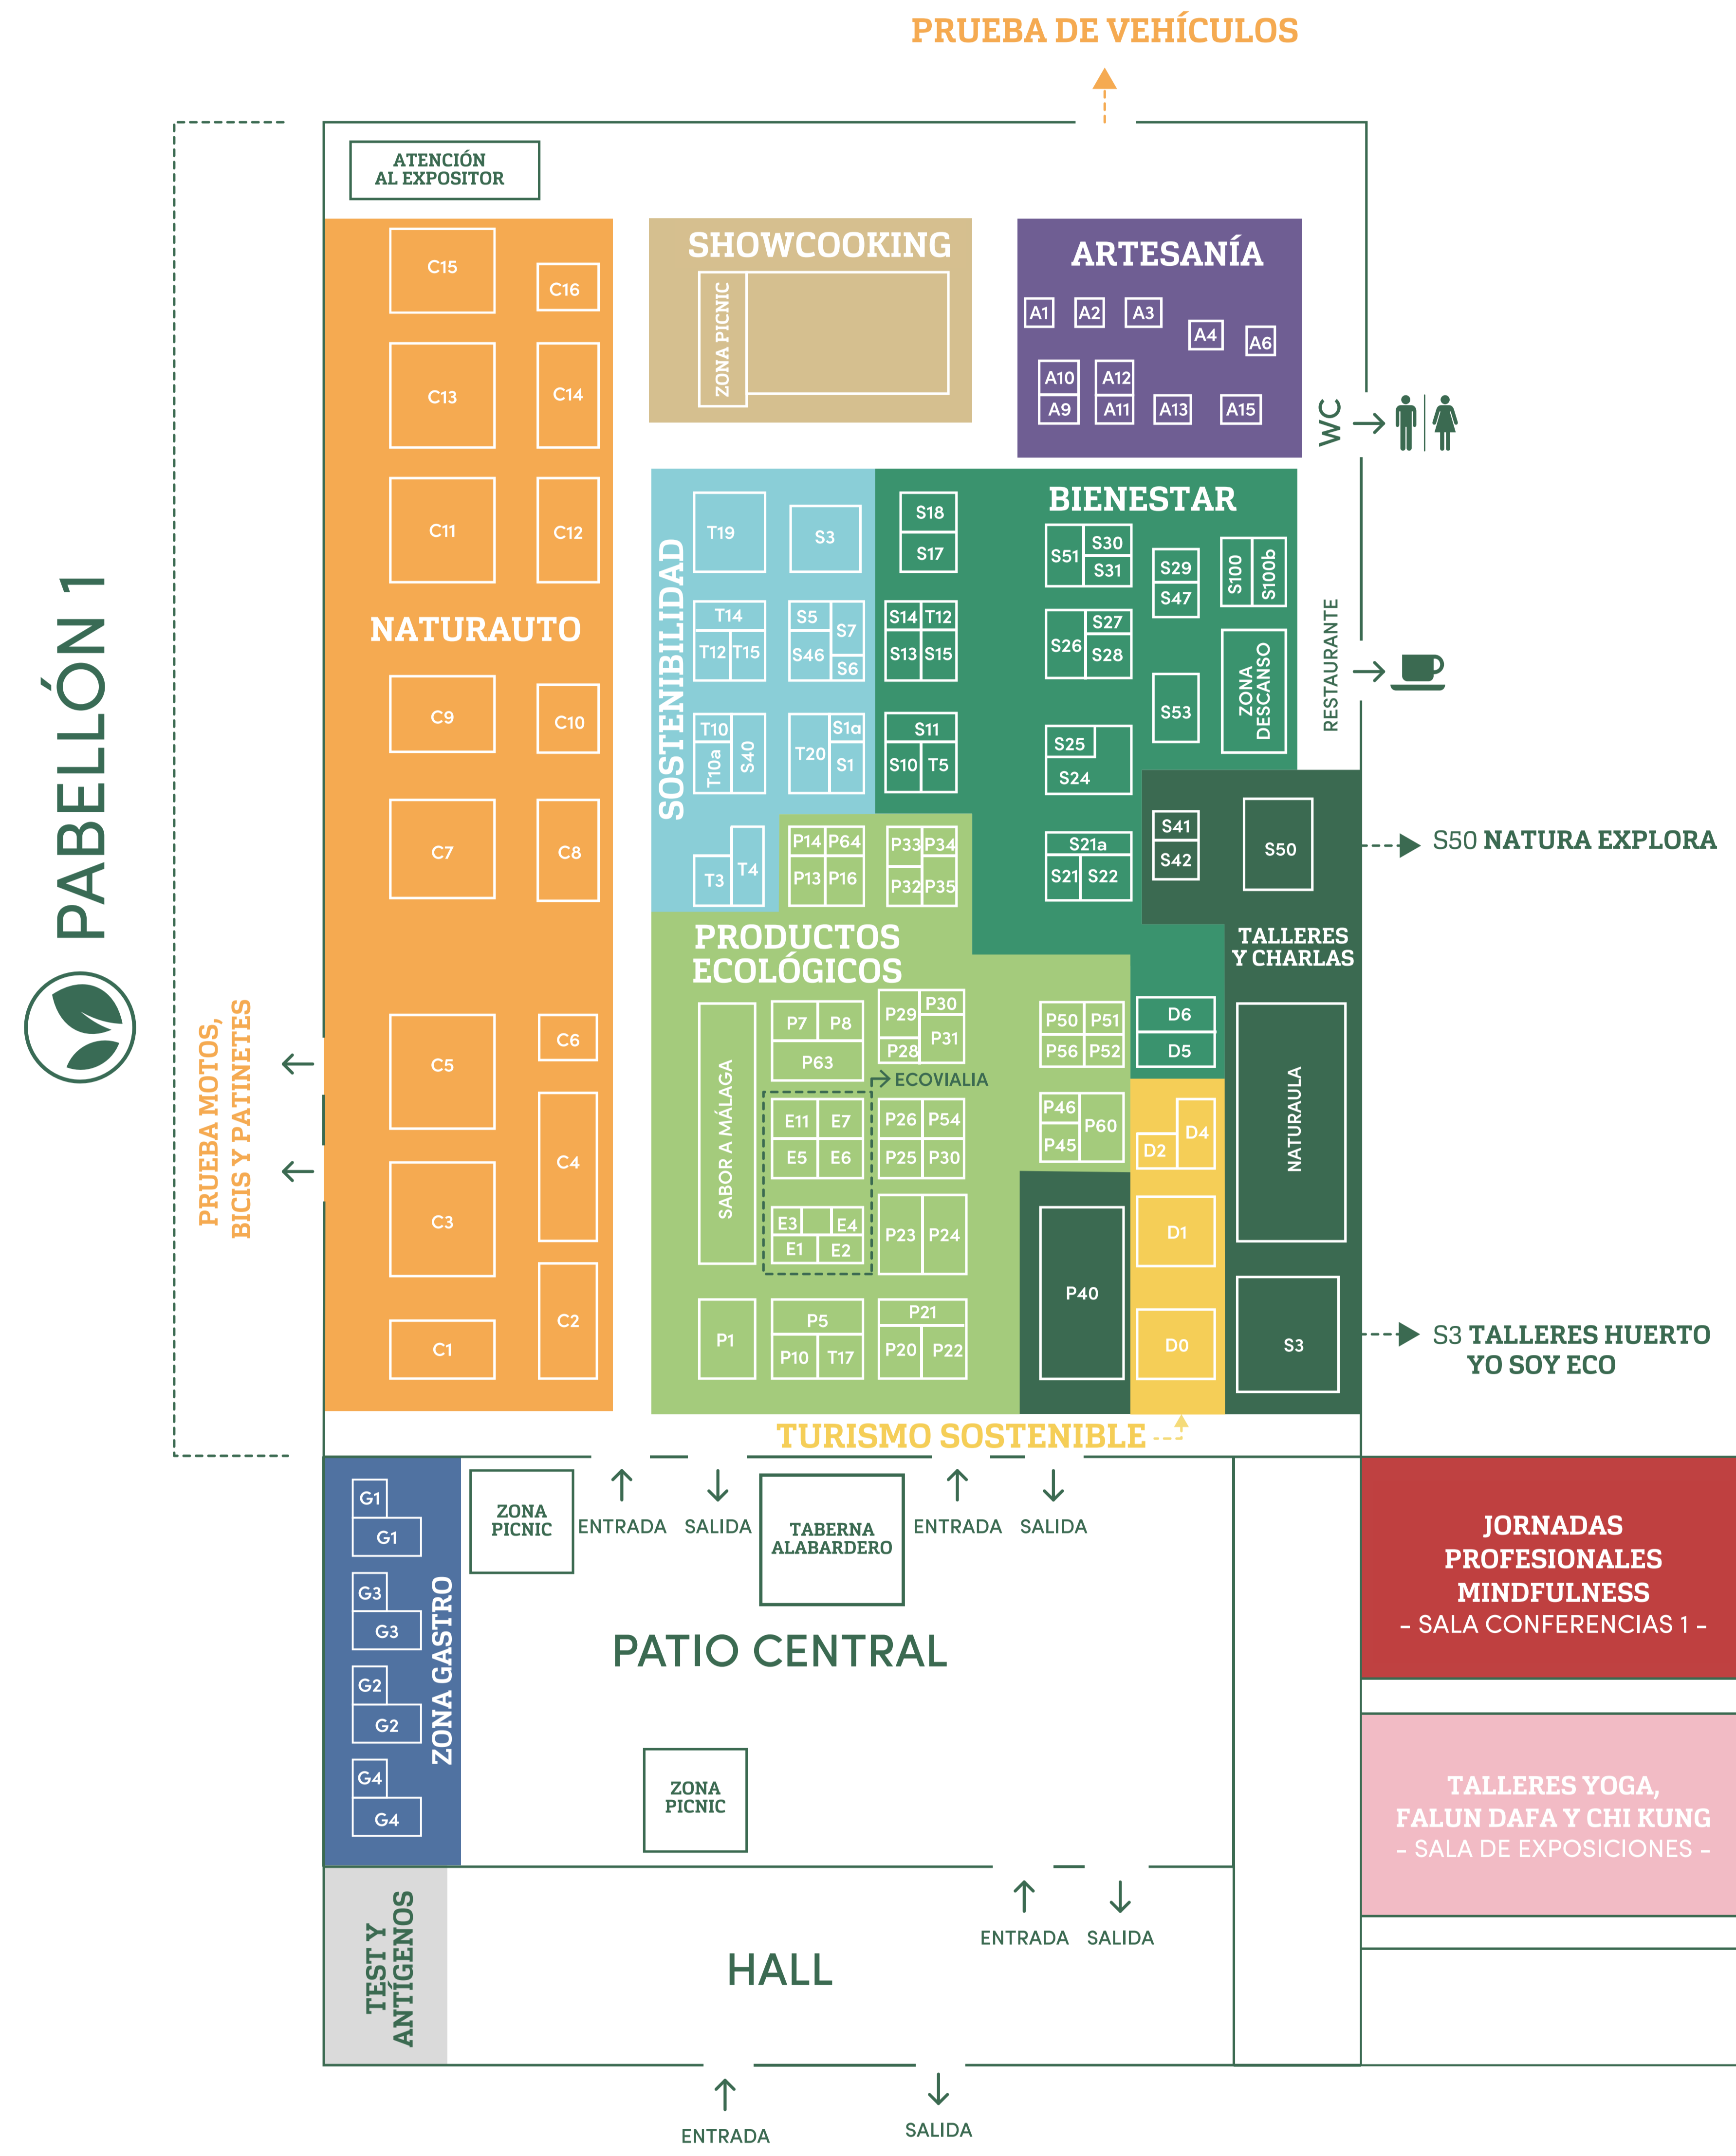 PRUEBA DE VEHÍCULOS
ATENCIÓN
AL EXPOSITOR
PABELLÓN 1
PRUEBA MOTOS,
BICIS Y PATINETES
NATURAUTO
C15
C16
C13
C14
C11
C12
C9
C10
C7
C8
C5
C6
C4
C3
C2
C1
SHOWCOOKING
ZONA PICNIC
ARTESANÍA
A1
A2
A3
A4
A6
A10
A12
A9
A11
A13
A15
WC
RESTAURANTE
SOSTENIBILIDAD
T19
S3
T14
T12
T15
S5
S7
S46
S6
T10
T10a
S40
S1a
T20
S1
T3
T4
BIENESTAR
S18
S17
S14
T12
S13
S15
S11
S10
T5
S51
S30
S31
S29
S47
S100
S100b
S26
S27
S28
S53
ZONA
DESCANSO
S25
S24
S21a
S21
S22
D6
D5
S41
S42
S50
S50 NATURA EXPLORA
TALLERES
Y CHARLAS
NATURAULA
S3
S3 TALLERES HUERTO
YO SOY ECO
P40
PRODUCTOS
ECOLÓGICOS
P14
P64
P13
P16
P33
P34
P32
P35
SABOR A MÁLAGA
P7
P8
P63
P29
P30
P31
P28
ECOVIALIA
E11
E7
E5
E6
E3
E4
E1
E2
P26
P54
P25
P30
P23
P24
P50
P51
P56
P52
P46
P60
P45
P1
P5
P10
T17
P21
P20
P22
D4
D2
D1
D0
TURISMO SOSTENIBLE
ZONA GASTRO
G1
G1
G3
G3
G2
G2
G4
G4
ZONA
PICNIC
ENTRADA
SALIDA
TABERNA
ALABARDERO
ENTRADA
SALIDA
PATIO CENTRAL
ZONA
PICNIC
JORNADAS
PROFESIONALES
MINDFULNESS
- SALA CONFERENCIAS 1 -
TALLERES YOGA,
FALUN DAFA Y CHI KUNG
- SALA DE EXPOSICIONES -
TEST Y
ANTÍGENOS
HALL
ENTRADA
SALIDA
ENTRADA
SALIDA